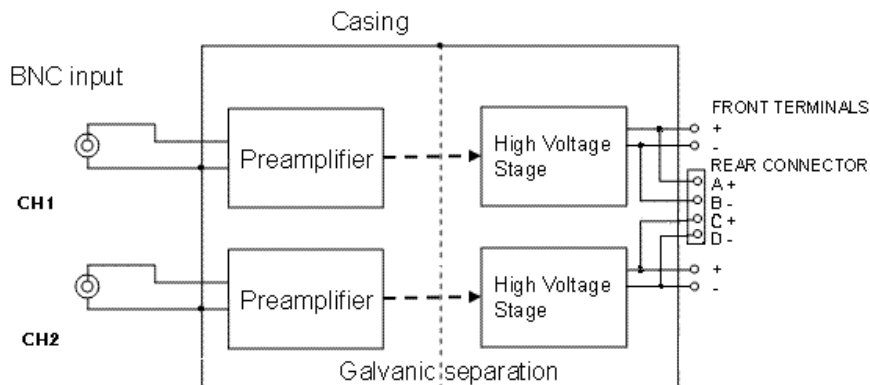 Casing
BNC input
FRONT TERMINALS
+
-
Preamplifier
High Voltage
Stage
REAR CONNECTOR
A +
B -
C +
D -
CH1
Preamplifier
High Voltage
Stage
+
-
CH2
Galvanic separation